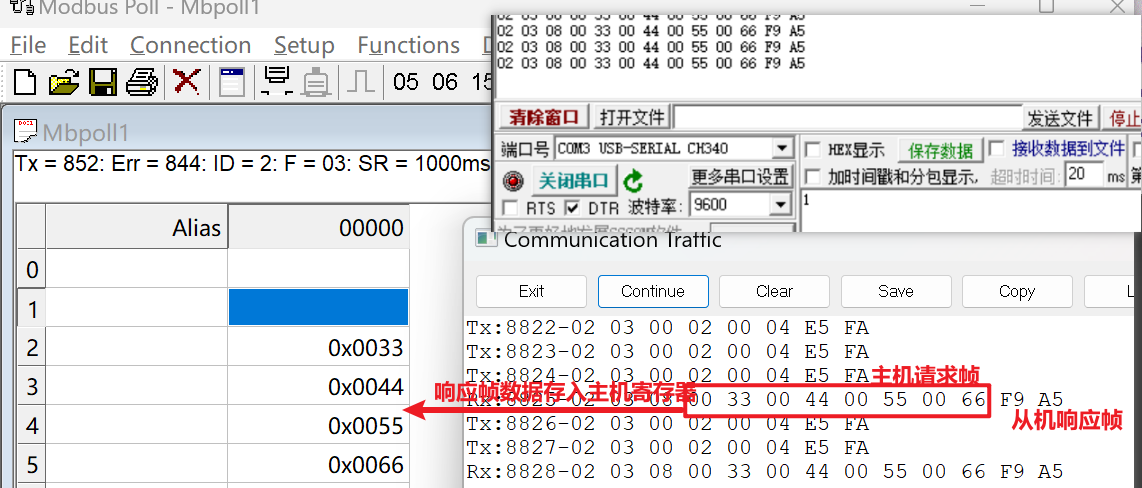 Modbus Poll - Mbpoll1
File Edit Connection Setup Functions
05 06 15
Mbpoll1
Tx = 852: Err = 844: ID = 2: F = 03: SR = 1000ms
Alias 00000
0
1
2 0x0033
3 0x0044
4 0x0055
5 0x0066
02 03 08 00 33 00 44 00 55 00 66 F9 A5
02 03 08 00 33 00 44 00 55 00 66 F9 A5
02 03 08 00 33 00 44 00 55 00 66 F9 A5
清除窗口 打开文件 发送文件 停止
端口号 COM3 USB-SERIAL CH340 HEX显示 保存数据 接收数据到文件
关闭串口 更多串口设置 加时间戳和分包显示, 超时时间: 20 ms 第
RTS DTR 波特率: 9600 1
Communication Traffic
Exit Continue Clear Save Copy L
Tx:8822-02 03 00 02 00 04 E5 FA
Tx:8823-02 03 00 02 00 04 E5 FA
Tx:8824-02 03 00 02 00 04 E5 FA 主机请求帧
响应帧数据存入主机寄存器
Rx:8825-02 03 08 00 33 00 44 00 55 00 66 F9 A5
从机响应帧
Tx:8826-02 03 00 02 00 04 E5 FA
Tx:8827-02 03 00 02 00 04 E5 FA
Rx:8828-02 03 08 00 33 00 44 00 55 00 66 F9 A5